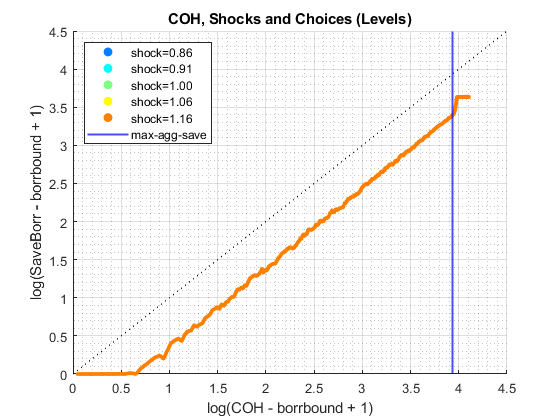 COH, Shocks and Choices (Levels)
4.5
4
3.5
3
2.5
2
1.5
1
0.5
0
log(SaveBorr - borrbound + 1)
shock=0.86
shock=0.91
shock=1.00
shock=1.06
shock=1.16
max-agg-save
0 0.5 1 1.5 2 2.5 3 3.5 4 4.5
log(COH - borrbound + 1)